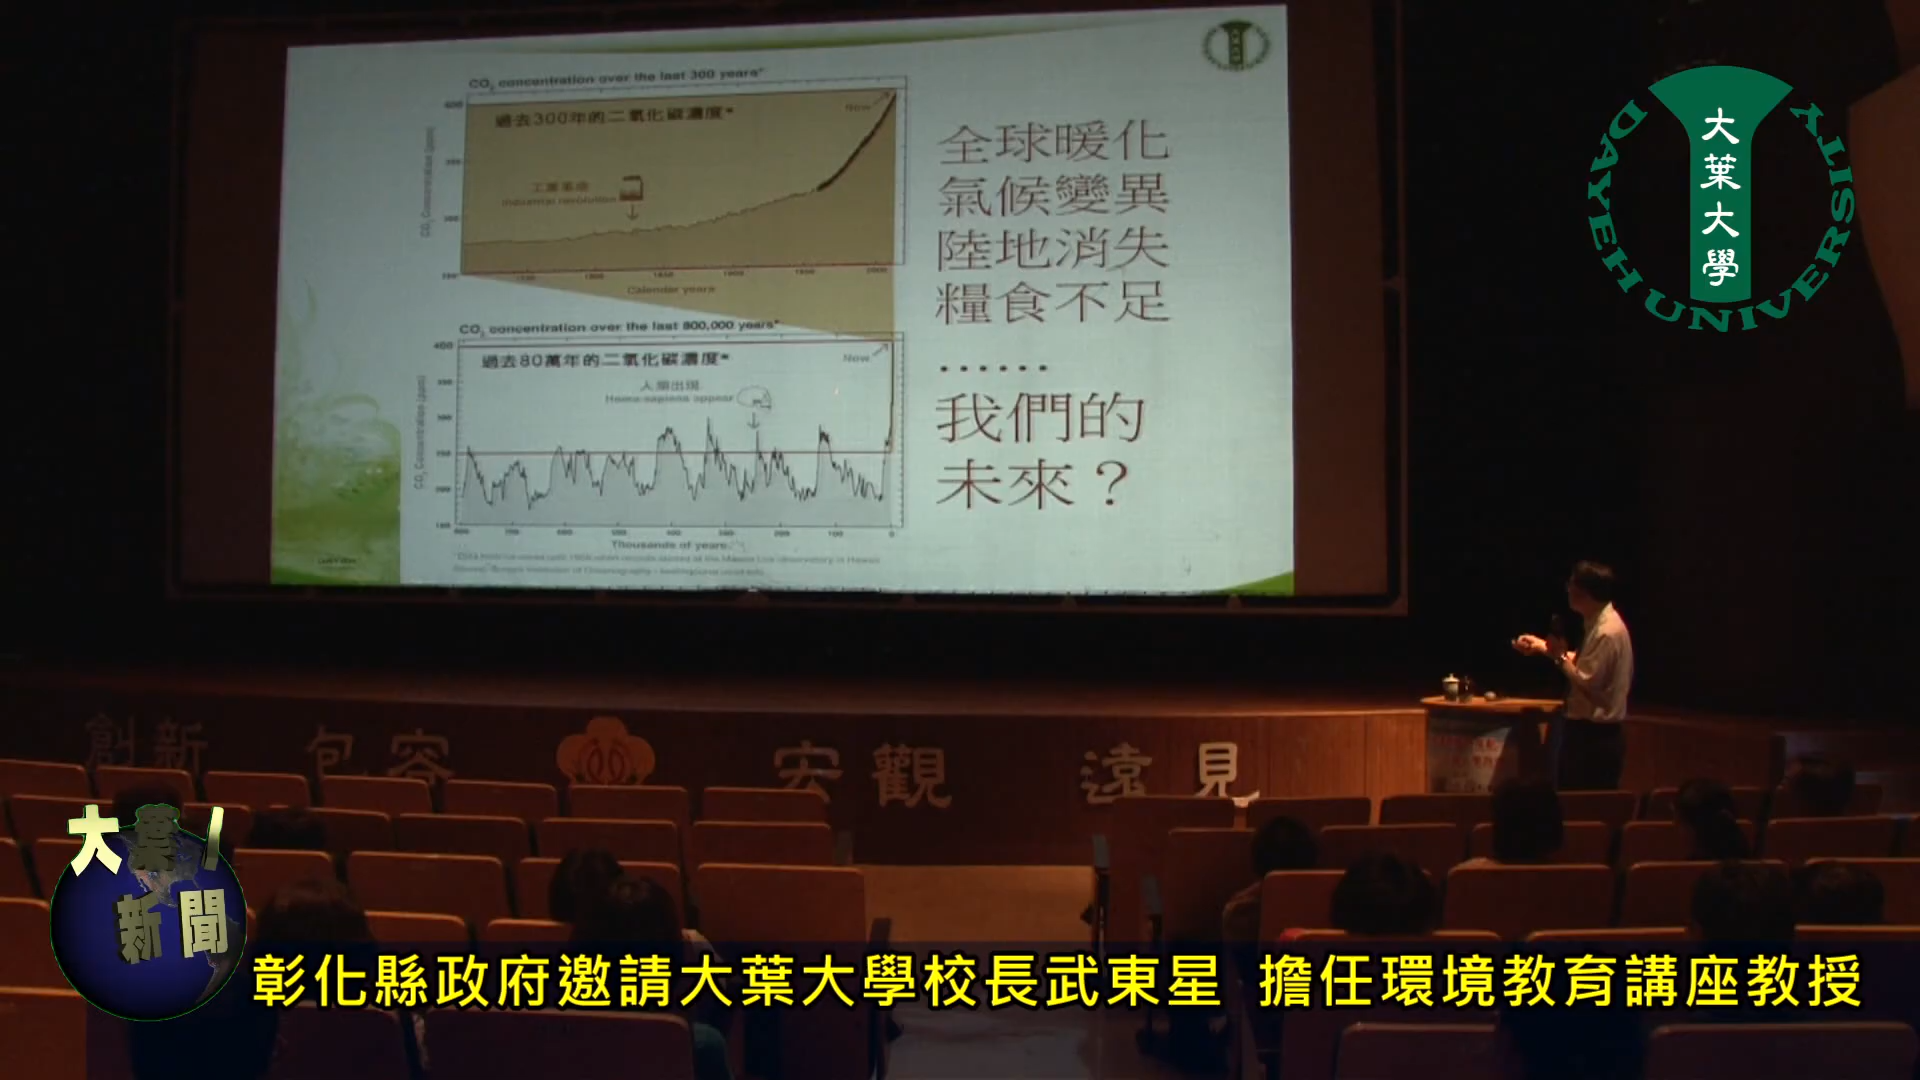 CO2 concentration over the last 300 years*
過去300年的二氧化碳濃度*
Now
工業革命
Industrial revolution
CO2 Concentration (ppm)
Calendar years
CO2 concentration over the last 800,000 years*
過去80萬年的二氧化碳濃度*
Now
人類出現
Homo-sapiens appear
CO2 Concentration (ppm)
Thousands of years
全球暖化
氣候變異
陸地消失
糧食不足
......
我們的
未來？
大葉大學
DAYEH UNIVERSITY
創新 包容 宏觀 遠見
大葉
新聞
彰化縣政府邀請大葉大學校長武東星 擔任環境教育講座教授